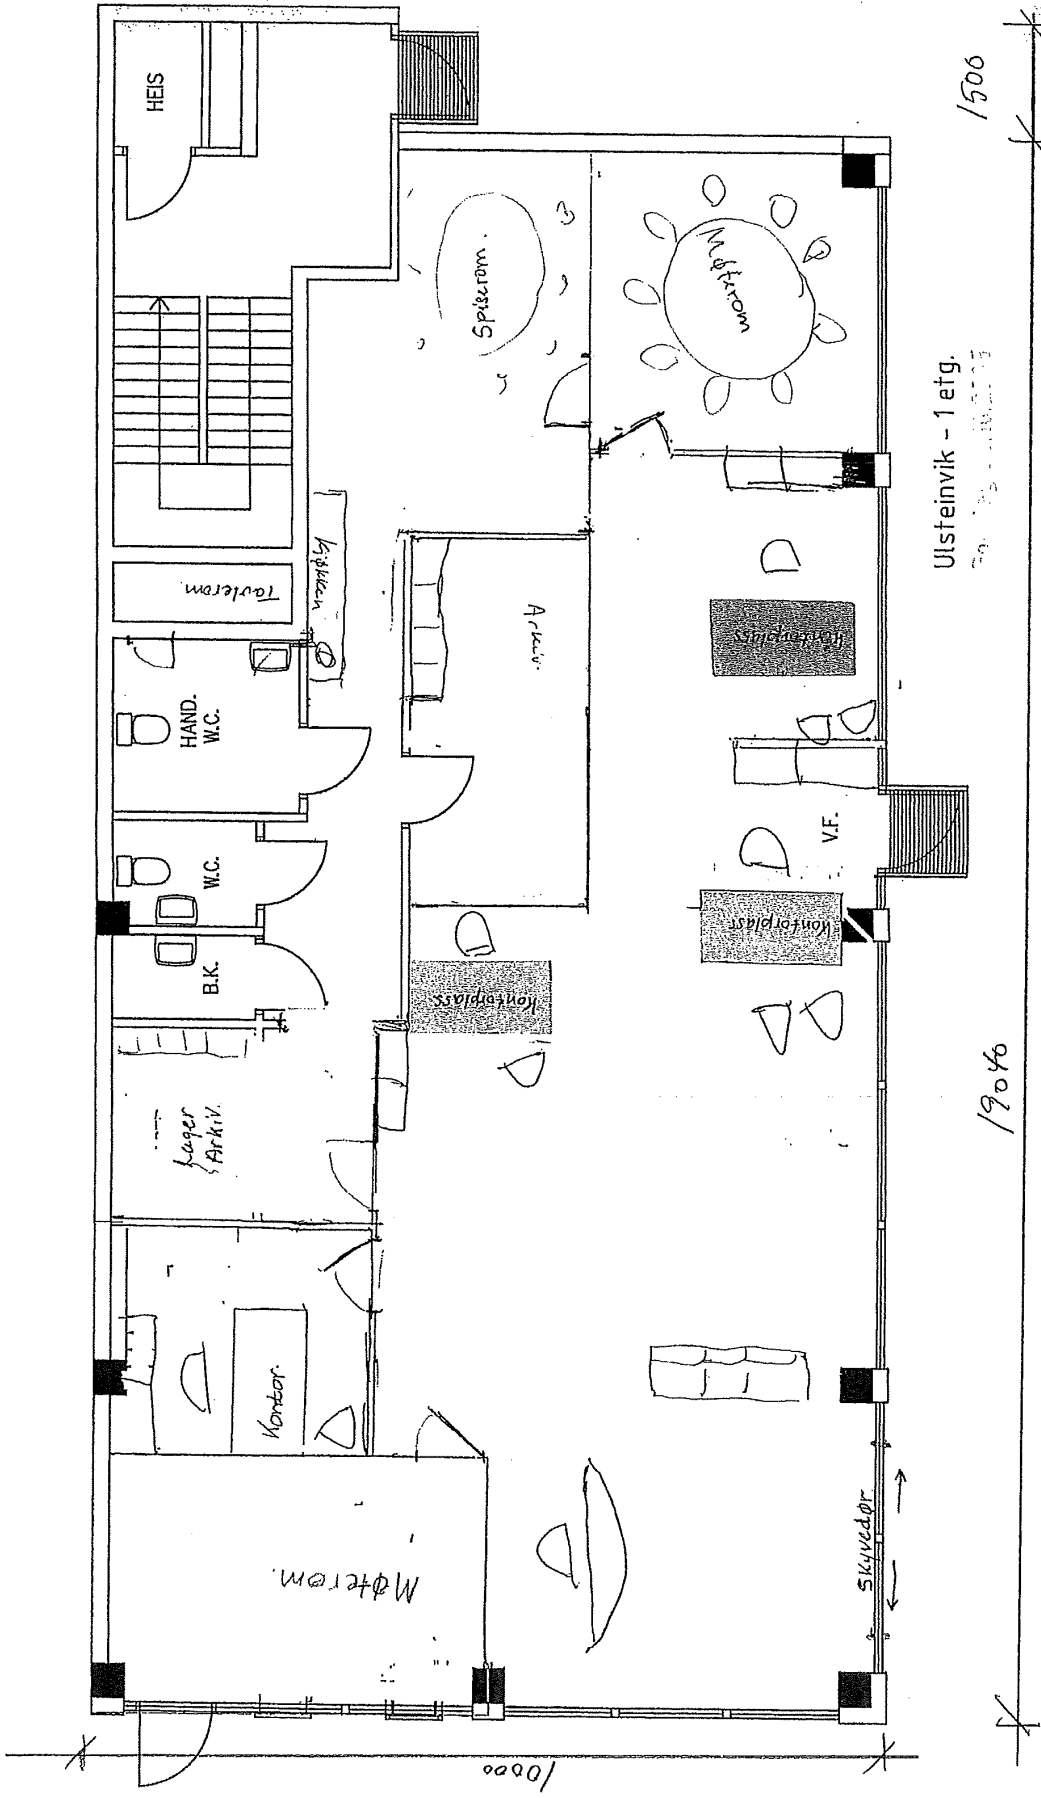 HEIS
Spiserom.
Møterom
Tavlerom.
Kjøkken
Arkiv.
Kontorplass
HAND.
W.C.
W.C.
V.F.
B.K.
Kontorplass
Kontorplass
Lager
Arkiv.
Kontor.
Møterom.
Skyvedør
Ulsteinvik - 1 etg.
1500
19040
10000